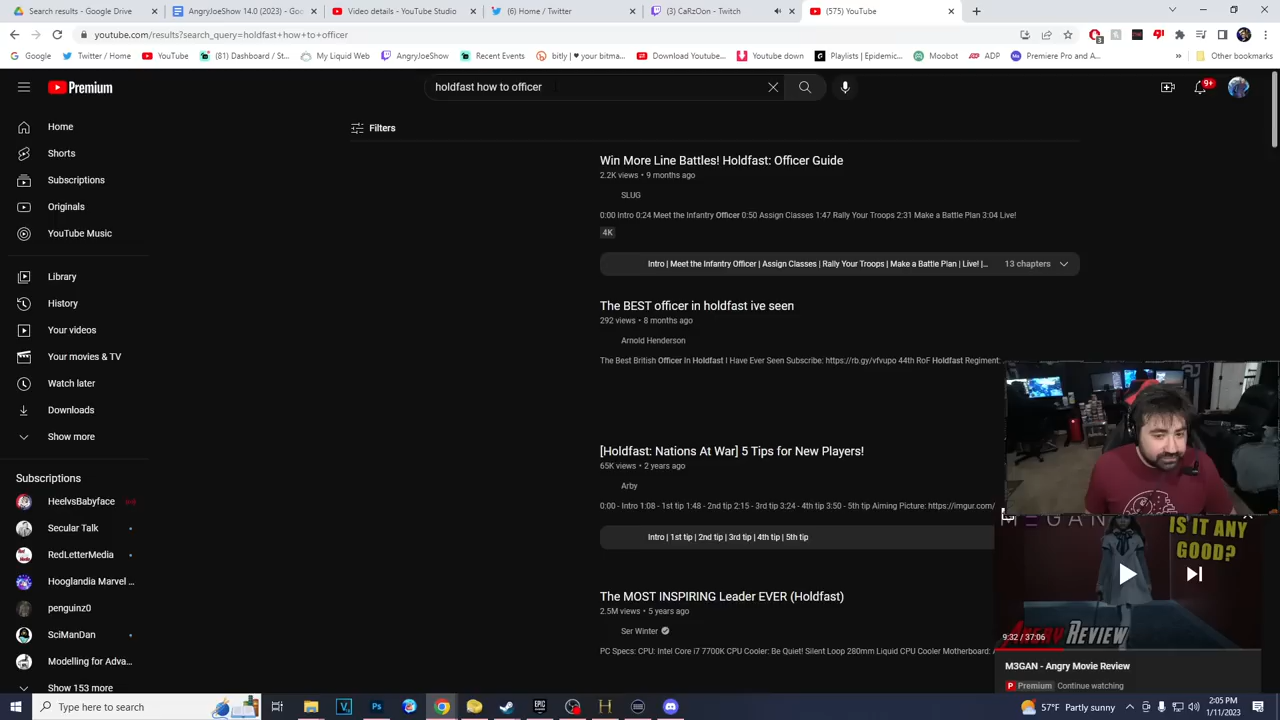 Search results - Google Drive
AngryJoeShow 14.0 (2023) - Goo
Video details - YouTube Studio
(6) Home / Twitter
(3) CaRzOon - Twitch
(575) YouTube
youtube.com/results?search_query=holdfast+how+to+officer
3
Google
Twitter / Home
YouTube
(81) Dashboard / St...
My Liquid Web
AngryJoeShow
Recent Events
bitly | ♥ your bitma...
Download Youtube...
Youtube down
Playlists | Epidemic...
Moobot
ADP
Premiere Pro and A...
Other bookmarks
Premium
holdfast how to officer
9+
Home
Shorts
Subscriptions
Originals
YouTube Music
Library
History
Your videos
Your movies & TV
Watch later
Downloads
Show more
Subscriptions
HeelvsBabyface
Secular Talk
RedLetterMedia
Hooglandia Marvel ...
penguinz0
SciManDan
Modelling for Adva...
Show 153 more
Filters
Win More Line Battles! Holdfast: Officer Guide
2.2K views • 9 months ago
SLUG
0:00 Intro 0:24 Meet the Infantry Officer 0:50 Assign Classes 1:47 Rally Your Troops 2:31 Make a Battle Plan 3:04 Live!
4K
Intro | Meet the Infantry Officer | Assign Classes | Rally Your Troops | Make a Battle Plan | Live! |...
13 chapters
The BEST officer in holdfast ive seen
292 views • 8 months ago
Arnold Henderson
The Best British Officer In Holdfast I Have Ever Seen Subscribe: https://rb.gy/vfvupo 44th RoF Holdfast Regiment:
[Holdfast: Nations At War] 5 Tips for New Players!
65K views • 2 years ago
Arby
0:00 - Intro 1:08 - 1st tip 1:48 - 2nd tip 2:15 - 3rd tip 3:24 - 4th tip 3:50 - 5th tip Aiming Picture: https://imgur.com/
Intro | 1st tip | 2nd tip | 3rd tip | 4th tip | 5th tip
The MOST INSPIRING Leader EVER (Holdfast)
2.5M views • 5 years ago
Ser Winter
PC Specs: CPU: Intel Core i7 7700K CPU Cooler: Be Quiet! Silent Loop 280mm Liquid CPU Cooler Motherboard:
MEGAN
IS IT ANY
GOOD?
ANGRY REVIEW
9:32 / 37:06
M3GAN - Angry Movie Review
P Premium Continue watching
Type here to search
57°F Mostly sunny
2:05 PM
1/11/2023